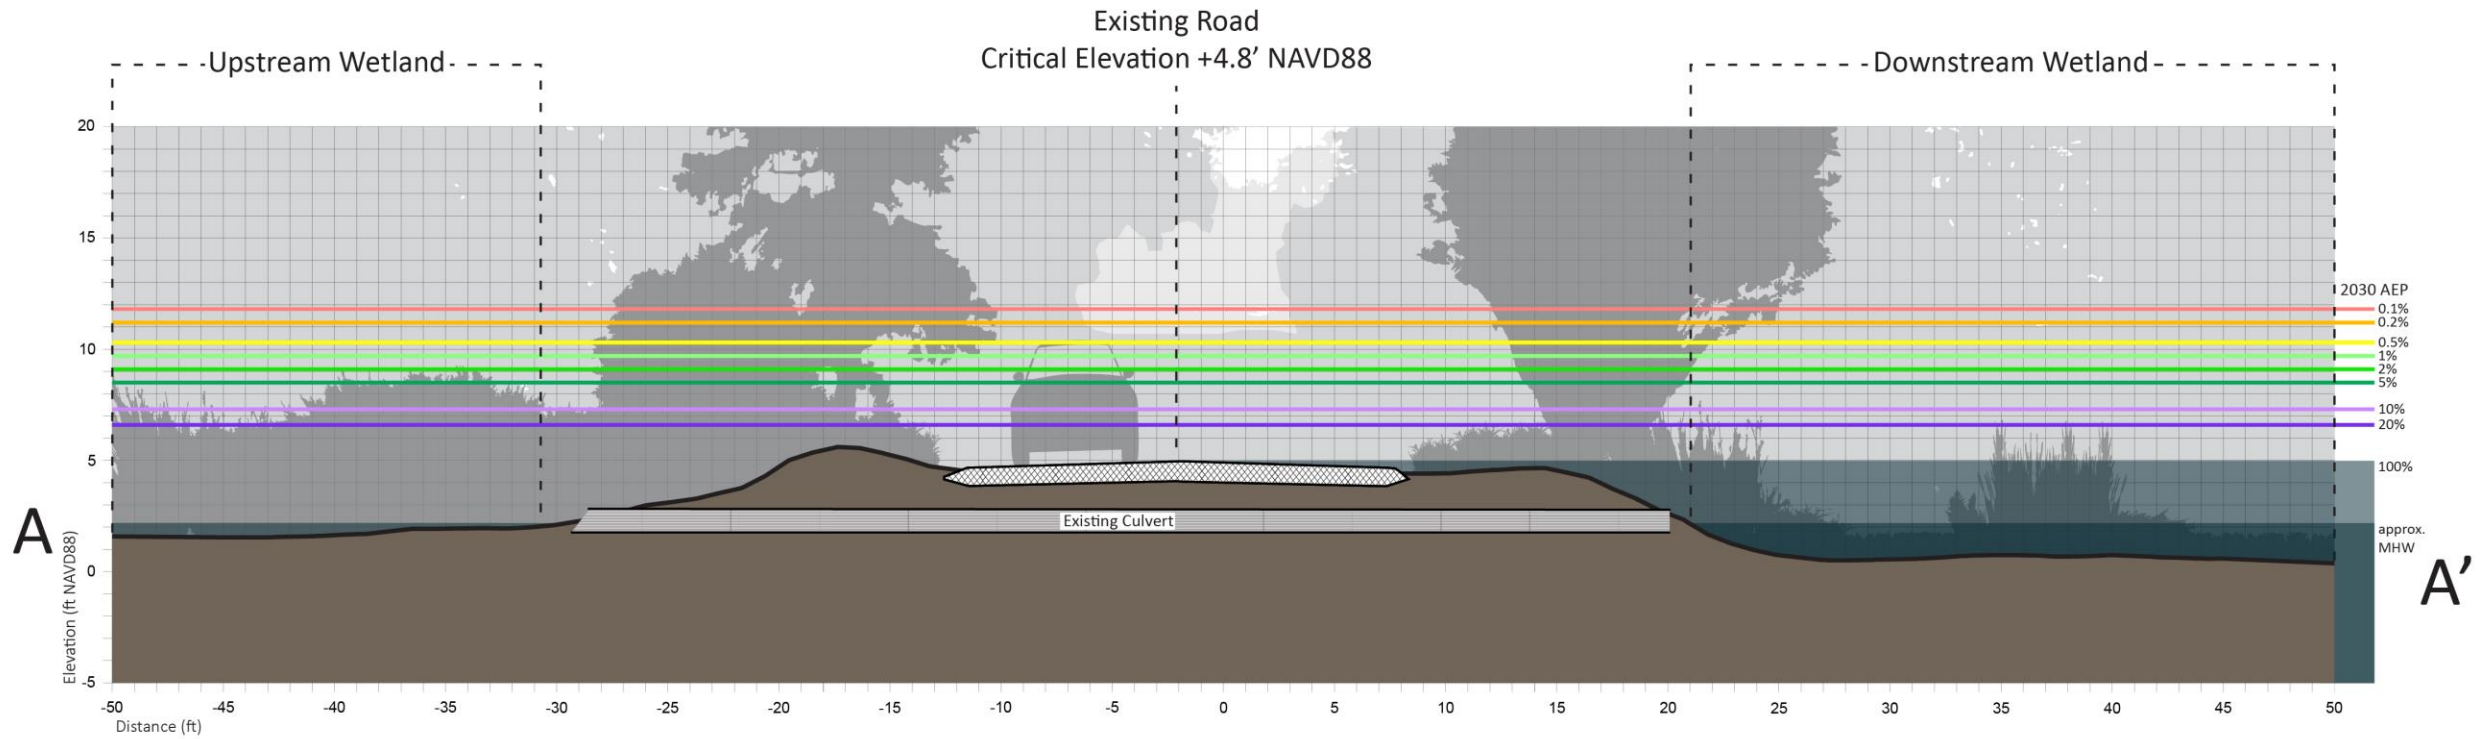 Existing Road
Critical Elevation +4.8’ NAVD88
Upstream Wetland
Downstream Wetland
20
15
10
5
0
-5
Elevation (ft NAVD88)
2030 AEP
0.1%
0.2%
0.5%
1%
2%
5%
10%
20%
100%
approx.
MHW
Existing Culvert
A
A’
-50 -45 -40 -35 -30 -25 -20 -15 -10 -5 0 5 10 15 20 25 30 35 40 45 50
Distance (ft)